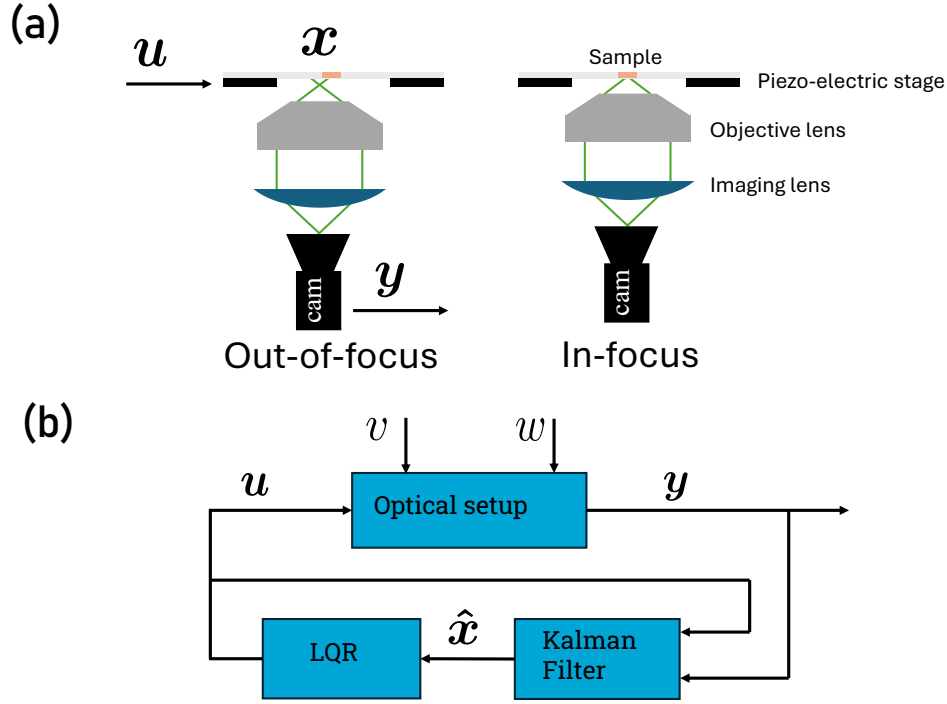 (a)
u
x
Sample
Piezo-electric stage
Objective lens
Imaging lens
cam
y
cam
Out-of-focus
In-focus
(b)
v
w
u
Optical setup
y
LQR
x̂
Kalman
Filter